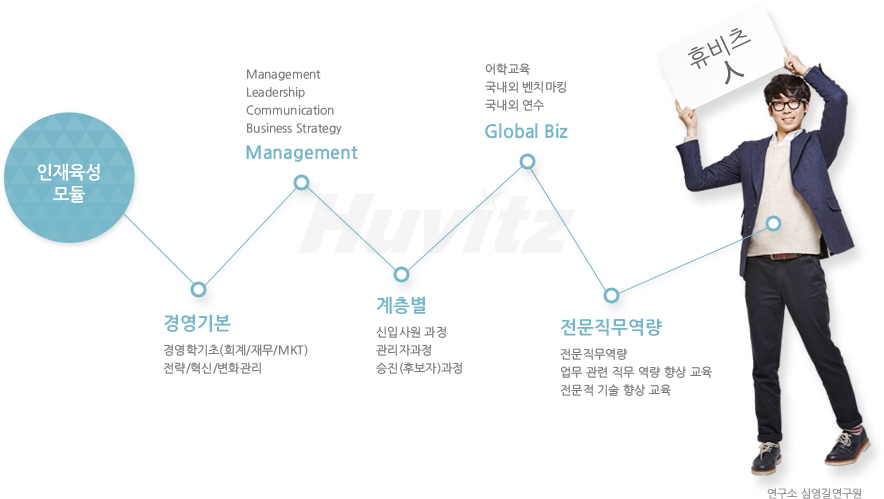 인재육성
모듈
경영기본
경영학기초(회계/재무/MKT)
전략/혁신/변화관리
Management
Leadership
Communication
Business Strategy
Management
계층별
신입사원 과정
관리자과정
승진(후보자)과정
어학교육
국내외 벤치마킹
국내외 연수
Global Biz
전문직무역량
전문직무역량
업무 관련 직무 역량 향상 교육
전문적 기술 향상 교육
Huvitz
휴비츠
人
연구소 심영길연구원